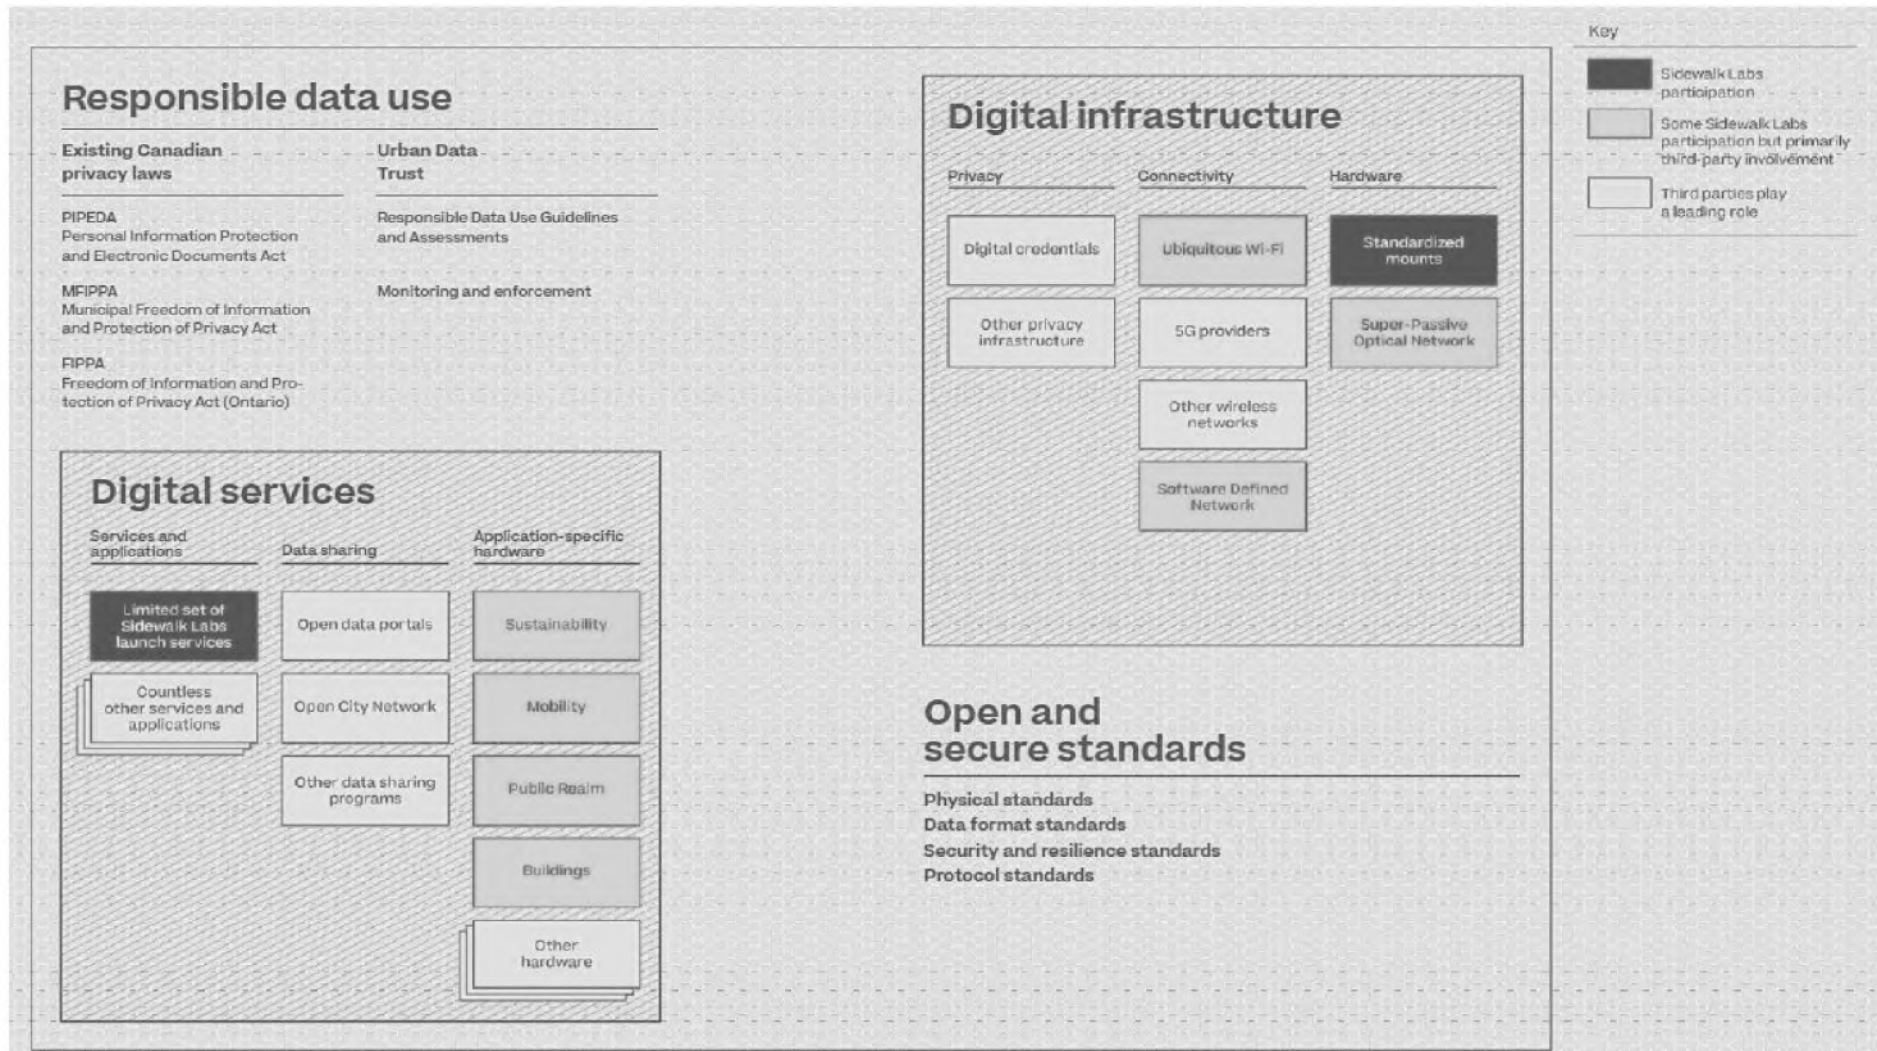 Responsible data use
Existing Canadian
privacy laws
PIPEDA
Personal Information Protection
and Electronic Documents Act
MFIPPA
Municipal Freedom of Information
and Protection of Privacy Act
FIPPA
Freedom of Information and Pro-
tection of Privacy Act (Ontario)
Urban Data
Trust
Responsible Data Use Guidelines
and Assessments
Monitoring and enforcement
Digital services
Services and
applications
Limited set of
Sidewalk Labs
launch services
Countless
other services and
applications
Data sharing
Open data portals
Open City Network
Other data sharing
programs
Application-specific
hardware
Sustainability
Mobility
Public Realm
Buildings
Other
hardware
Digital infrastructure
Privacy
Digital credentials
Other privacy
infrastructure
Connectivity
Ubiquitous Wi-Fi
5G providers
Other wireless
networks
Software Defined
Network
Hardware
Standardized
mounts
Super-Passive
Optical Network
Open and
secure standards
Physical standards
Data format standards
Security and resilience standards
Protocol standards
Key
Sidewalk Labs
participation
Some Sidewalk Labs
participation but primarily
third-party involvement
Third parties play
a leading role